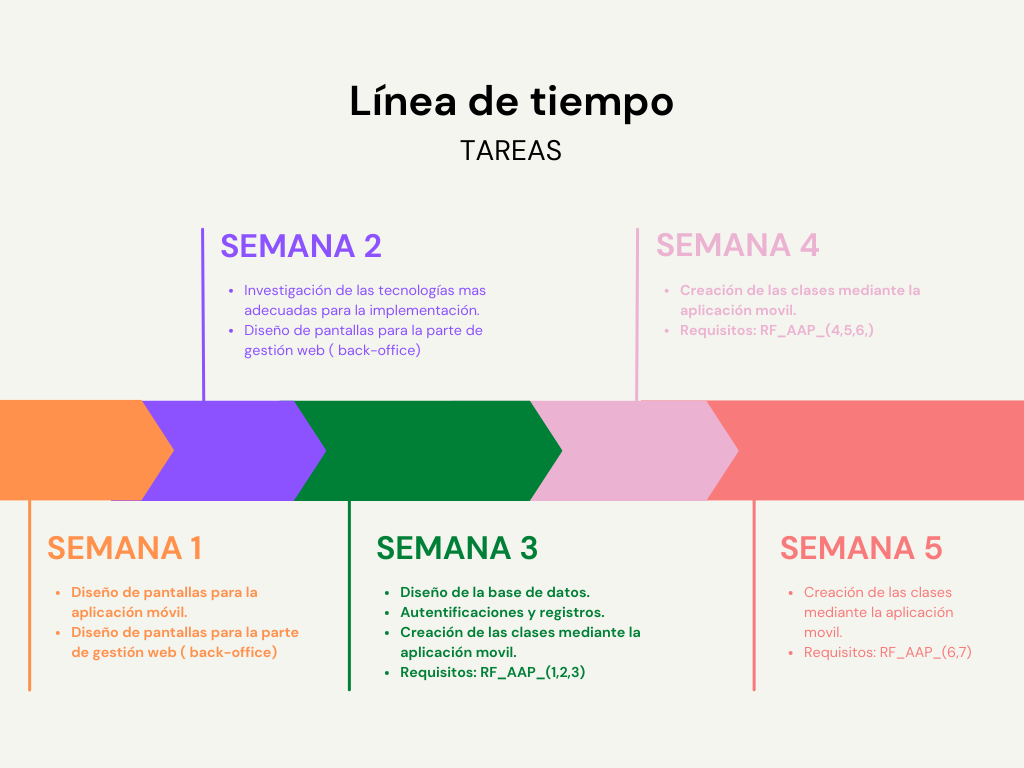 Línea de tiempo
TAREAS
SEMANA 2
• Investigación de las tecnologías mas
adecuadas para la implementación.
• Diseño de pantallas para la parte de
gestión web ( back-office)
SEMANA 4
• Creación de las clases mediante la
aplicación movil.
• Requisitos: RF_AAP_(4,5,6,)
SEMANA 1
• Diseño de pantallas para la
aplicación móvil.
• Diseño de pantallas para la parte
de gestión web ( back-office)
SEMANA 3
• Diseño de la base de datos.
• Autentificaciones y registros.
• Creación de las clases mediante la
aplicación movil.
• Requisitos: RF_AAP_(1,2,3)
SEMANA 5
• Creación de las clases
mediante la aplicación
movil.
• Requisitos: RF_AAP_(6,7)